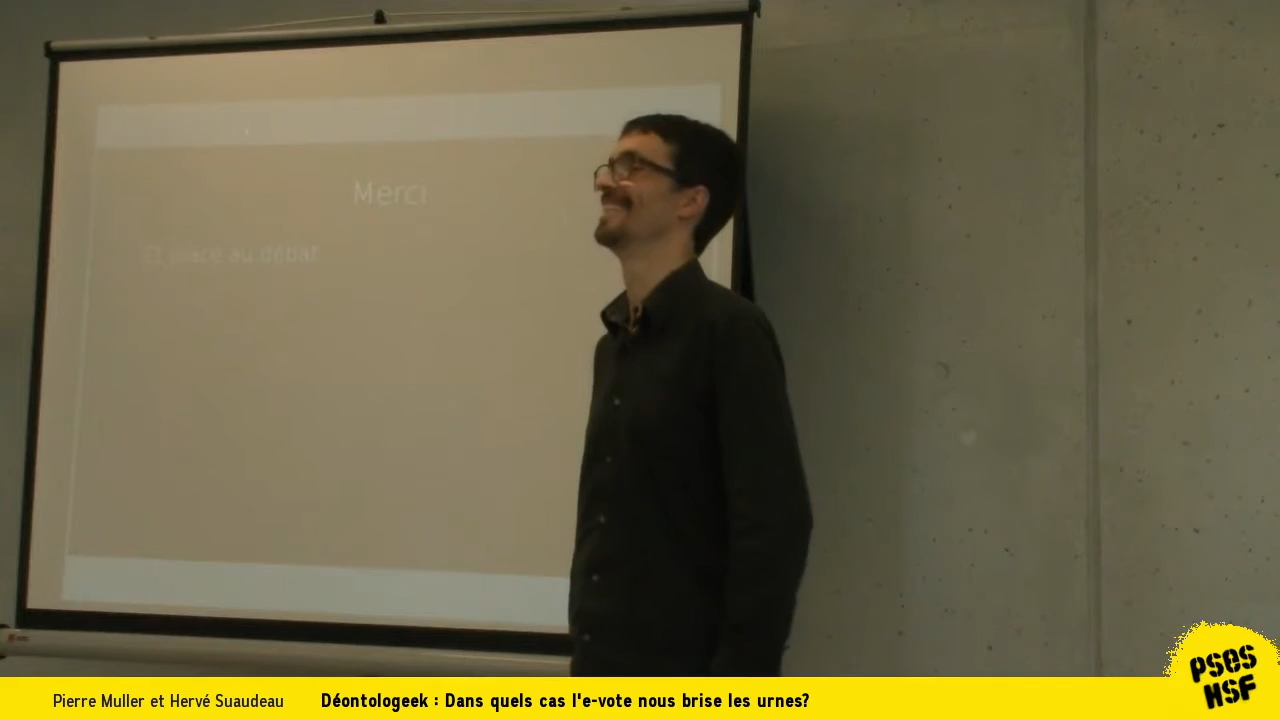 Merci
Et place au débat
Pierre Muller et Hervé Suaudeau
Déontologeek : Dans quels cas l'e-vote nous brise les urnes?
PSES
HSF